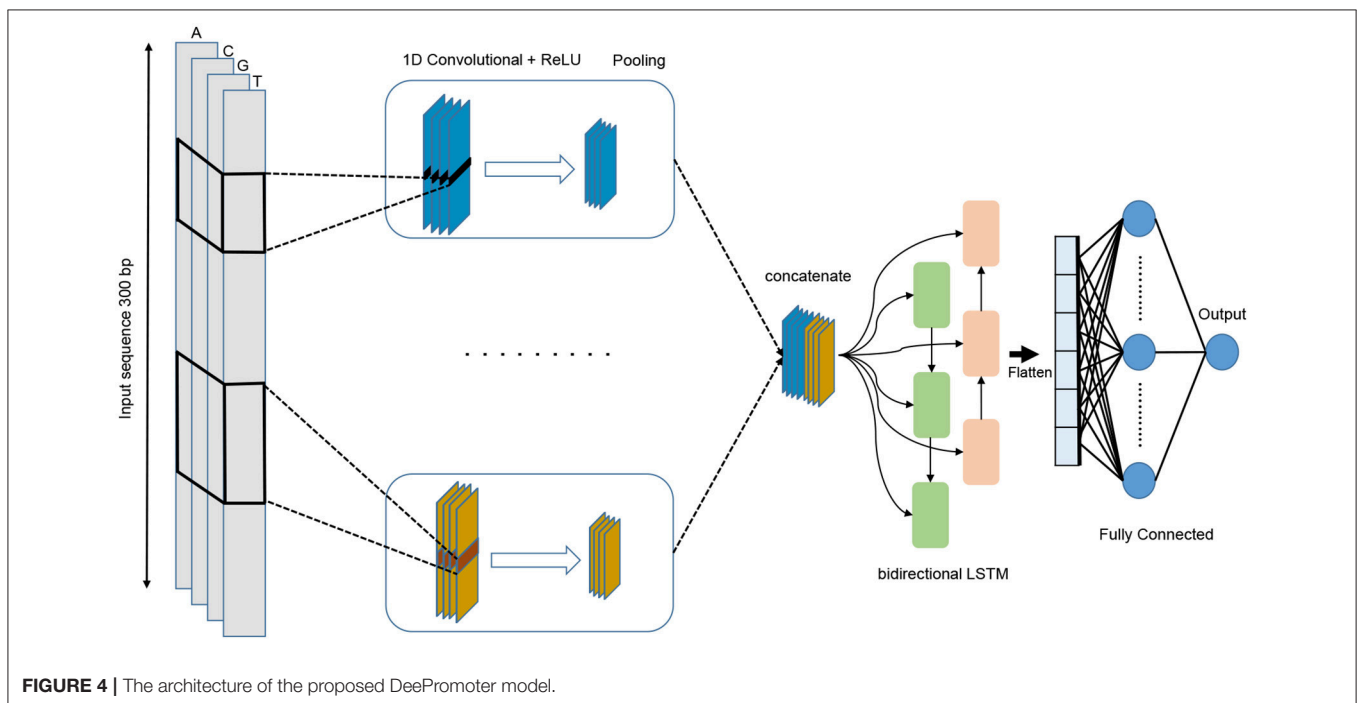 A
C
G
T
Input sequence 300 bp
1D Convolutional + ReLU
Pooling
concatenate
bidirectional LSTM
Flatten
Fully Connected
Output
FIGURE 4 | The architecture of the proposed DeePromoter model.